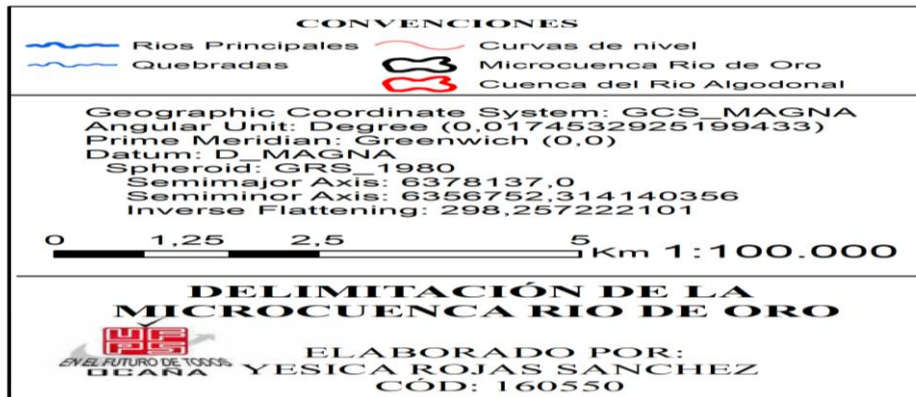 CONVENCIONES
Rios Principales
Curvas de nivel
Quebradas
Microcuenca Rio de Oro
Cuenca del Rio Algodonal
Geographic Coordinate System: GCS_MAGNA
Angular Unit: Degree (0,0174532925199433)
Prime Meridian: Greenwich (0,0)
Datum: D_MAGNA
Spheroid: GRS_1980
Semimajor Axis: 6378137,0
Semiminor Axis: 6356752,314140356
Inverse Flattening: 298,257222101
0 1,25 2,5 5
Km 1:100.000
DELIMITACIÓN DE LA
MICROCUENCA RIO DE ORO
UFPS
EN EL FUTURO DE TODOS
OCAÑA
ELABORADO POR:
YESICA ROJAS SANCHEZ
CÓD: 160550